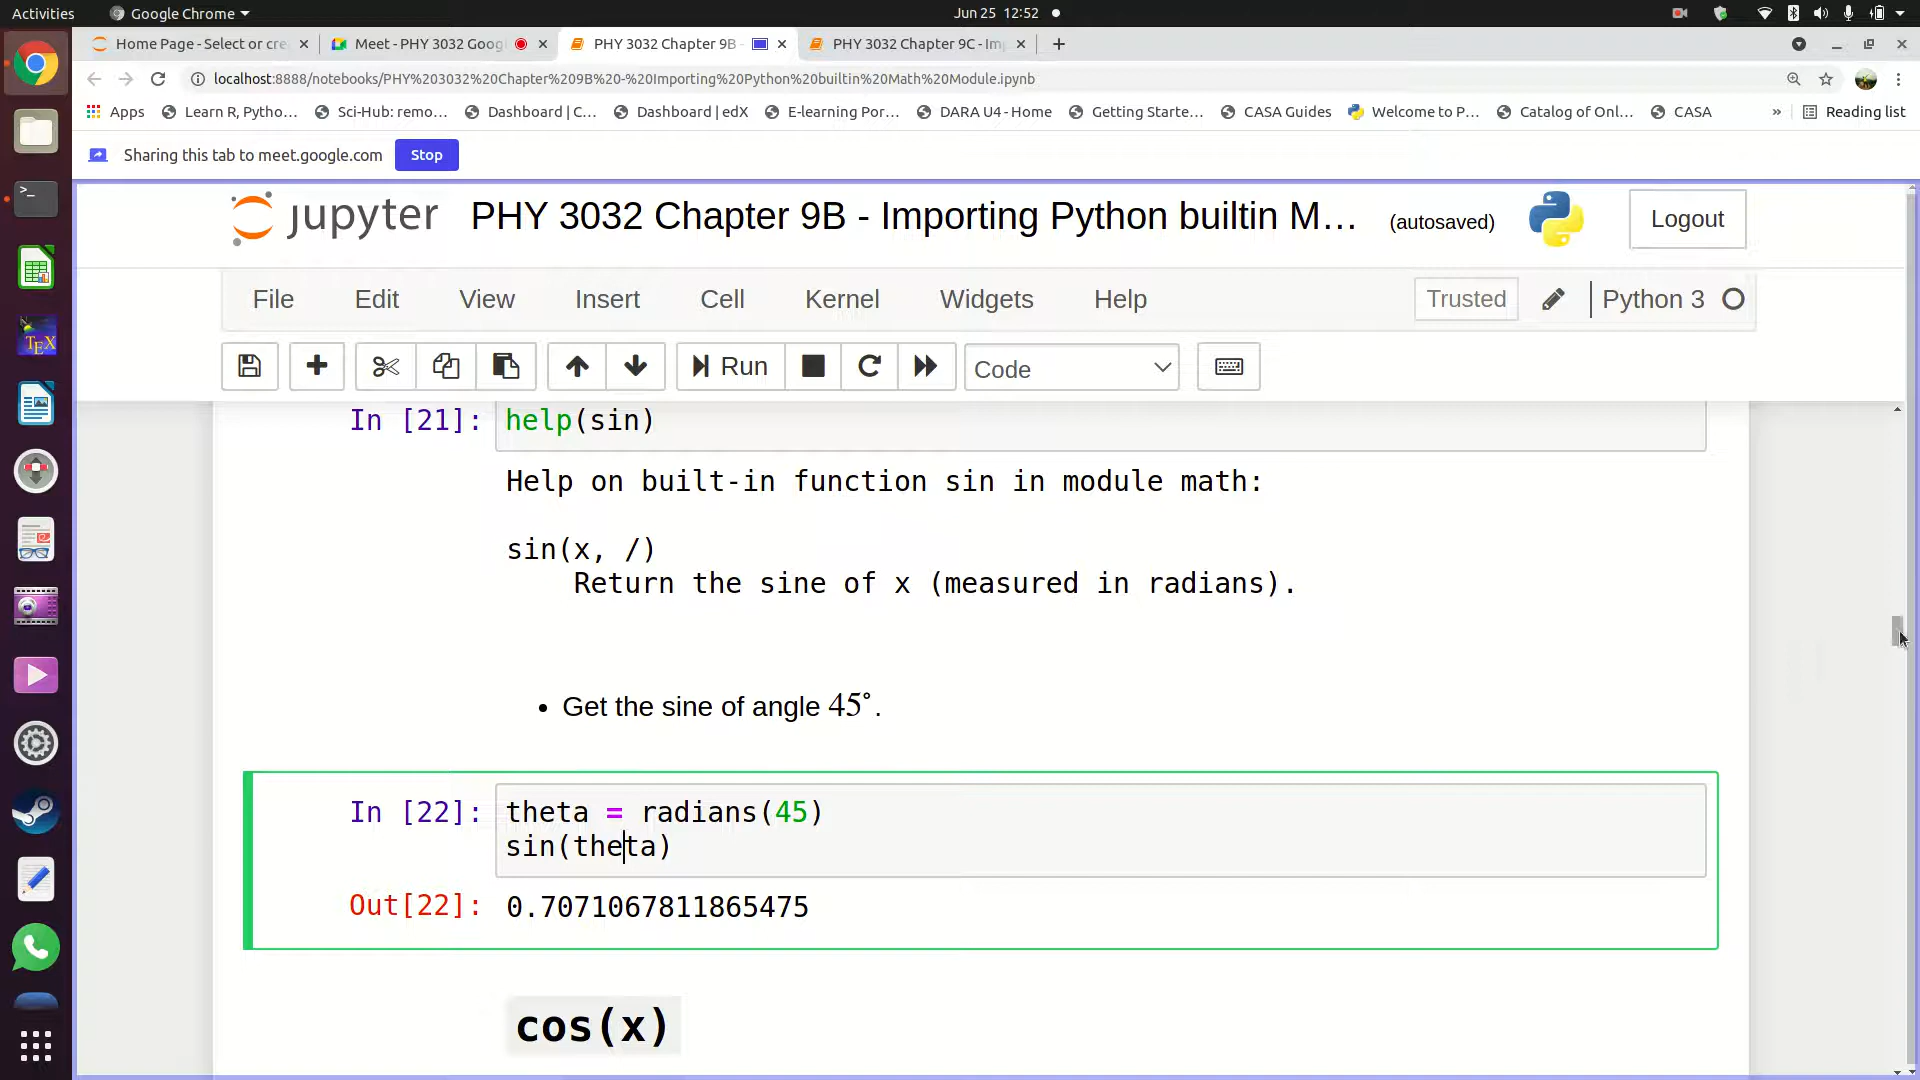 Activities Google Chrome Jun 25 12:52
Home Page - Select or cre Meet - PHY 3032 Goog PHY 3032 Chapter 9B - PHY 3032 Chapter 9C - Im
localhost:8888/notebooks/PHY%203032%20Chapter%209B%20-%20Importing%20Python%20builtin%20Math%20Module.ipynb
Apps Learn R, Pytho... Sci-Hub: remo... Dashboard | C... Dashboard | edX E-learning Por... DARA U4 - Home Getting Starte... CASA Guides Welcome to P... Catalog of Onl... CASA » Reading list
Sharing this tab to meet.google.com Stop
jupyter PHY 3032 Chapter 9B - Importing Python builtin M... (autosaved) Logout
File Edit View Insert Cell Kernel Widgets Help Trusted Python 3
Run Code
In [21]: help(sin)
Help on built-in function sin in module math:
sin(x, /)
Return the sine of x (measured in radians).
• Get the sine of angle 45°.
In [22]: theta = radians(45)
sin(theta)
Out[22]: 0.7071067811865475
cos(x)
TEX